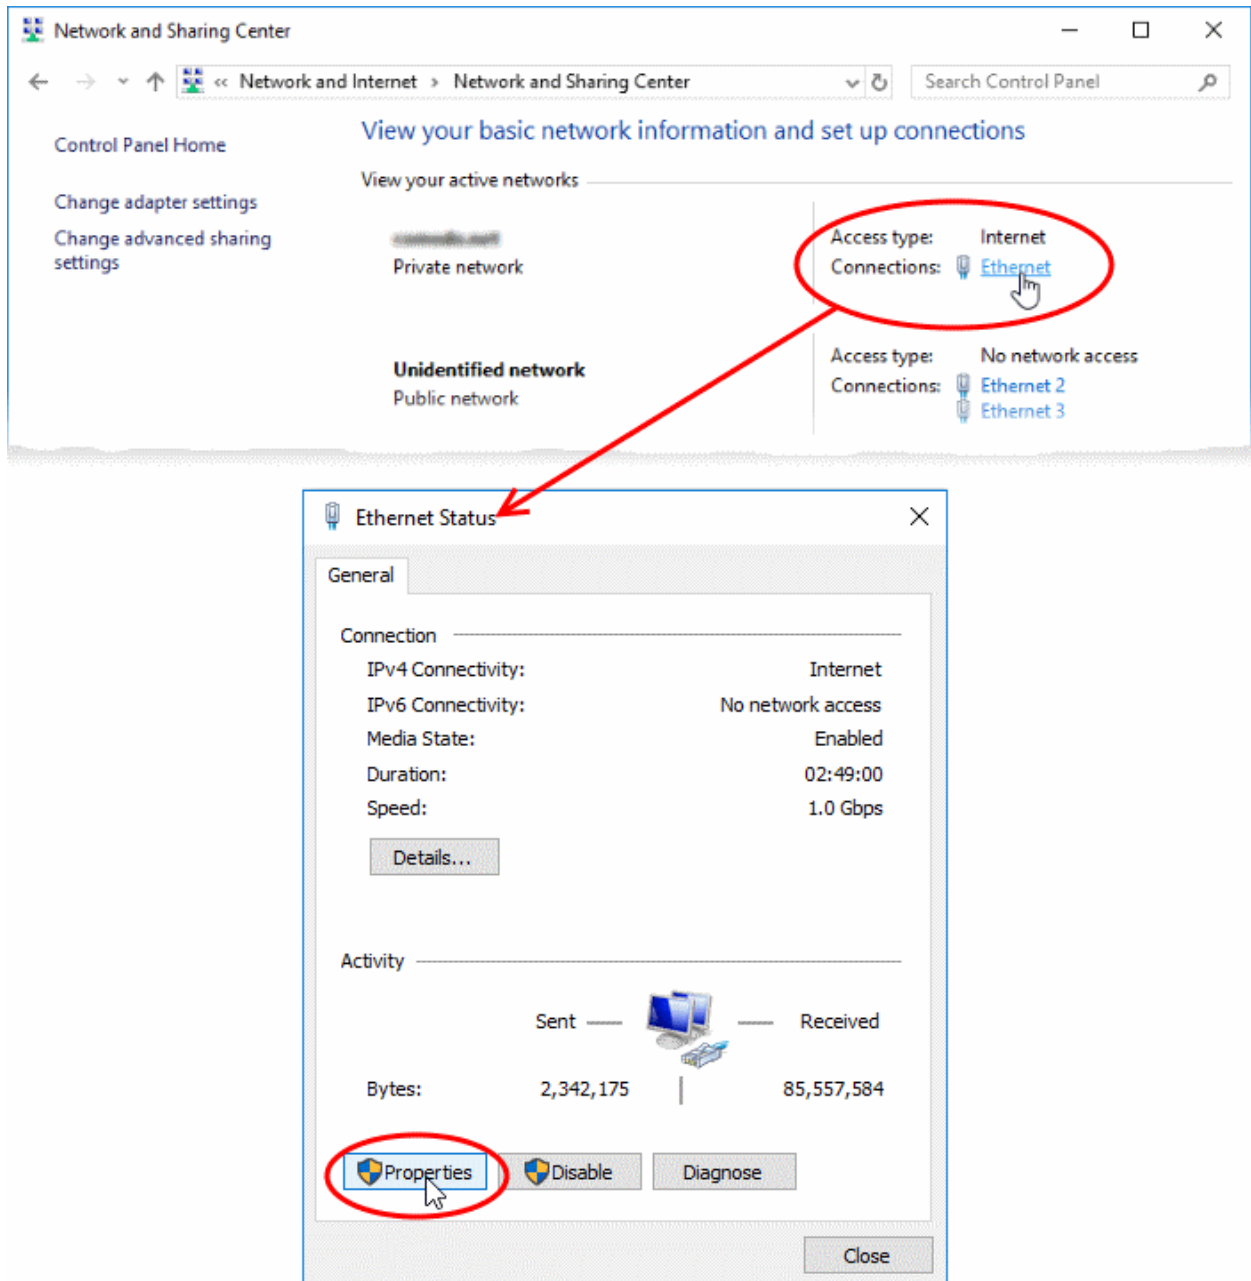 Network and Sharing Center
« Network and Internet › Network and Sharing Center
Search Control Panel
Control Panel Home
Change adapter settings
Change advanced sharing
settings
View your basic network information and set up connections
View your active networks
Private network
Access type: Internet
Connections: Ethernet
Unidentified network
Public network
Access type: No network access
Connections: Ethernet 2
Ethernet 3
Ethernet Status
General
Connection
IPv4 Connectivity: Internet
IPv6 Connectivity: No network access
Media State: Enabled
Duration: 02:49:00
Speed: 1.0 Gbps
Details...
Activity
Sent Received
Bytes: 2,342,175 85,557,584
Properties Disable Diagnose
Close